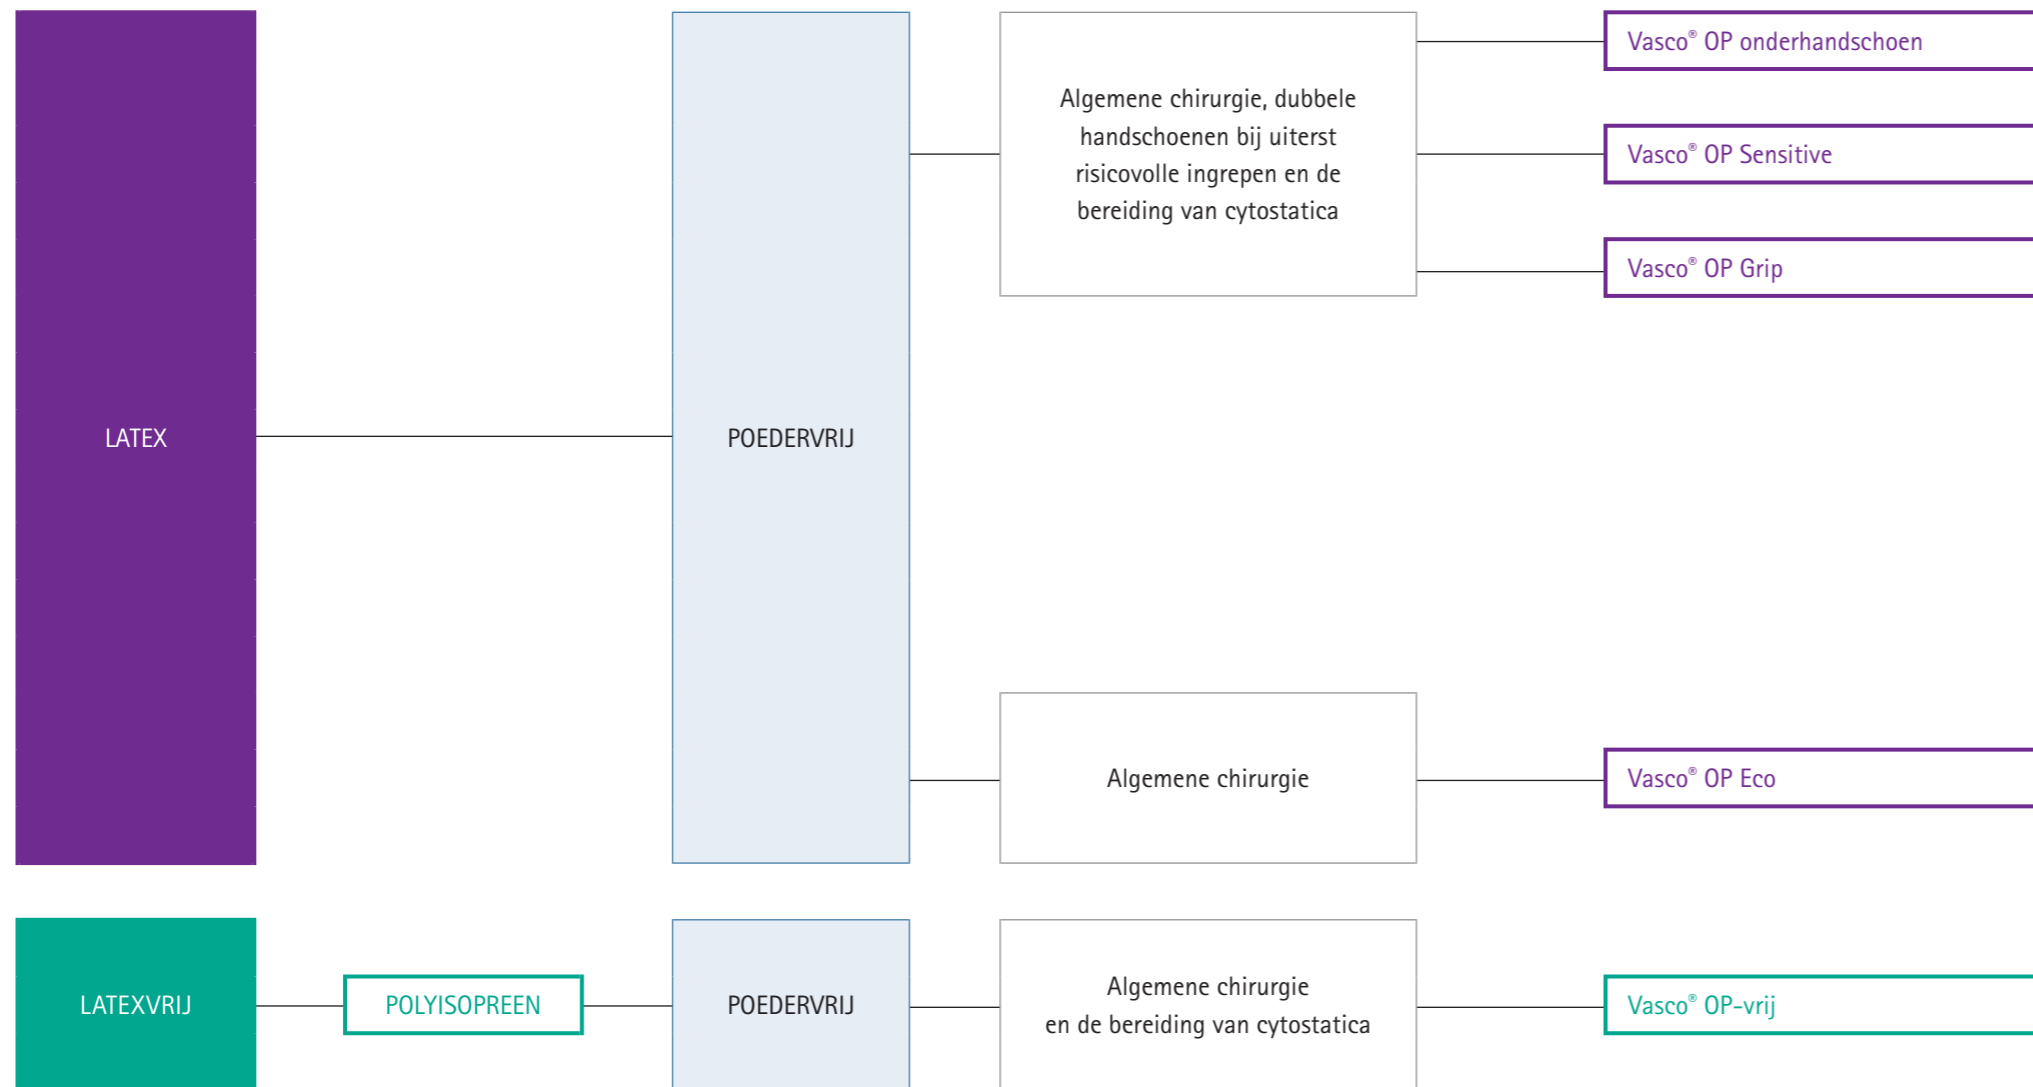 LATEX
POEDERVRIJ
Algemene chirurgie, dubbele
handschoenen bij uiterst
risicovolle ingrepen en de
bereiding van cytostatica
Vasco® OP onderhandschoen
Vasco® OP Sensitive
Vasco® OP Grip
Algemene chirurgie
Vasco® OP Eco
LATEXVRIJ
POLYISOPREEN
POEDERVRIJ
Algemene chirurgie
en de bereiding van cytostatica
Vasco® OP-vrij